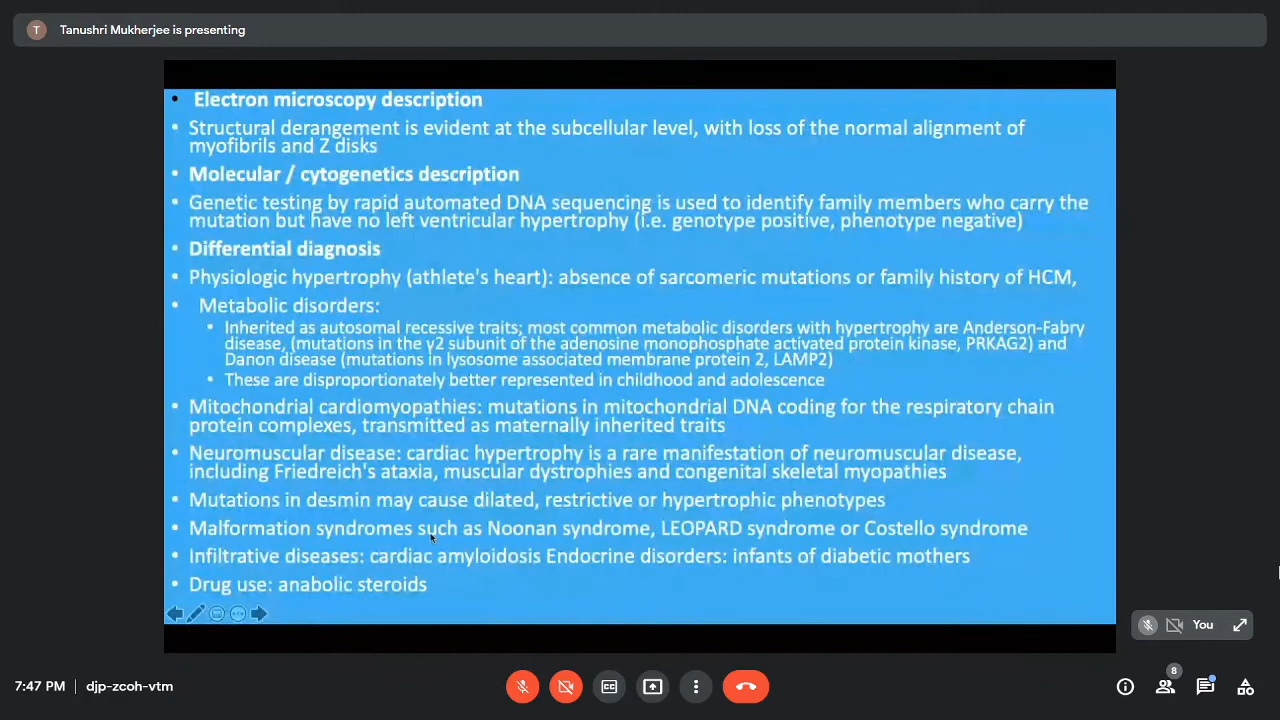 T Tanushri Mukherjee is presenting
• Electron microscopy description
• Structural derangement is evident at the subcellular level, with loss of the normal alignment of
myofibrils and Z disks
• Molecular / cytogenetics description
• Genetic testing by rapid automated DNA sequencing is used to identify family members who carry the
mutation but have no left ventricular hypertrophy (i.e. genotype positive, phenotype negative)
• Differential diagnosis
• Physiologic hypertrophy (athlete's heart): absence of sarcomeric mutations or family history of HCM,
• Metabolic disorders:
• Inherited as autosomal recessive traits; most common metabolic disorders with hypertrophy are Anderson-Fabry
disease, (mutations in the γ2 subunit of the adenosine monophosphate activated protein kinase, PRKAG2) and
Danon disease (mutations in lysosome associated membrane protein 2, LAMP2)
• These are disproportionately better represented in childhood and adolescence
• Mitochondrial cardiomyopathies: mutations in mitochondrial DNA coding for the respiratory chain
protein complexes, transmitted as maternally inherited traits
• Neuromuscular disease: cardiac hypertrophy is a rare manifestation of neuromuscular disease,
including Friedreich's ataxia, muscular dystrophies and congenital skeletal myopathies
• Mutations in desmin may cause dilated, restrictive or hypertrophic phenotypes
• Malformation syndromes such as Noonan syndrome, LEOPARD syndrome or Costello syndrome
• Infiltrative diseases: cardiac amyloidosis Endocrine disorders: infants of diabetic mothers
• Drug use: anabolic steroids
You
7:47 PM | djp-zcoh-vtm
CC
8